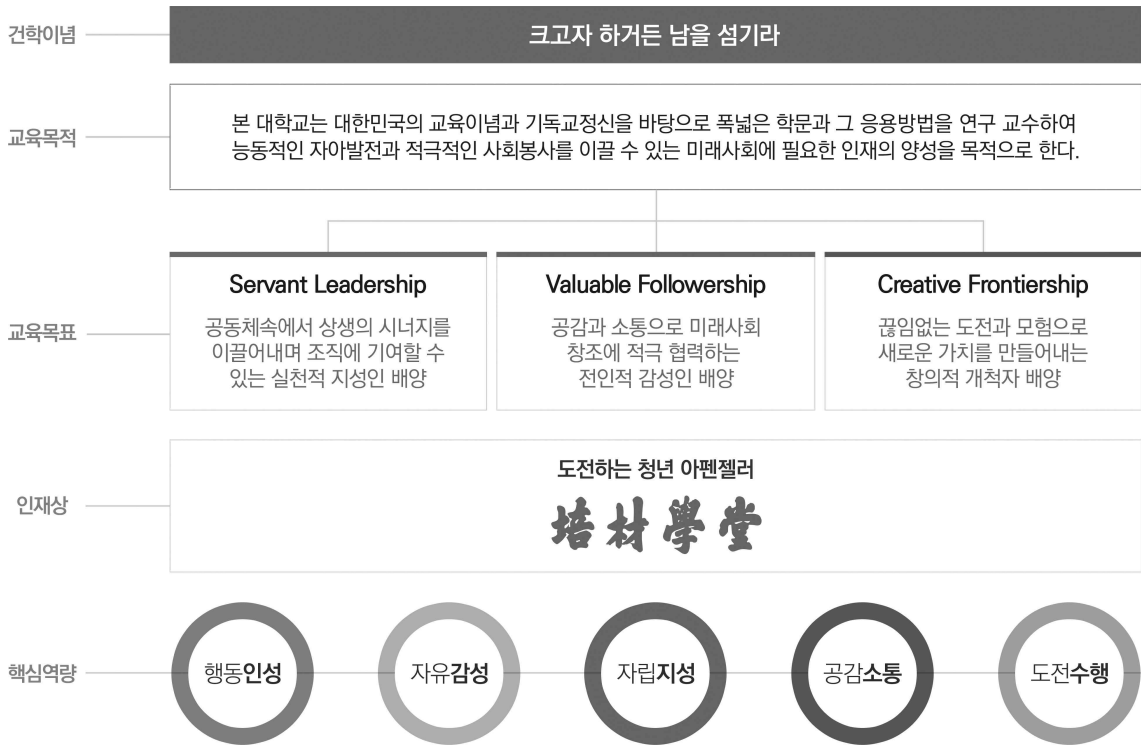 건학이념
크고자 하거든 남을 섬기라
교육목적
본 대학교는 대한민국의 교육이념과 기독교정신을 바탕으로 폭넓은 학문과 그 응용방법을 연구 교수하여
능동적인 자아발전과 적극적인 사회봉사를 이끌 수 있는 미래사회에 필요한 인재의 양성을 목적으로 한다.
교육목표
Servant Leadership
공동체속에서 상생의 시너지를
이끌어내며 조직에 기여할 수
있는 실천적 지성인 배양
Valuable Followership
공감과 소통으로 미래사회
창조에 적극 협력하는
전인적 감성인 배양
Creative Frontiership
끊임없는 도전과 모험으로
새로운 가치를 만들어내는
창의적 개척자 배양
인재상
도전하는 청년 아펜젤러
培材學堂
핵심역량
행동인성
자유감성
자립지성
공감소통
도전수행